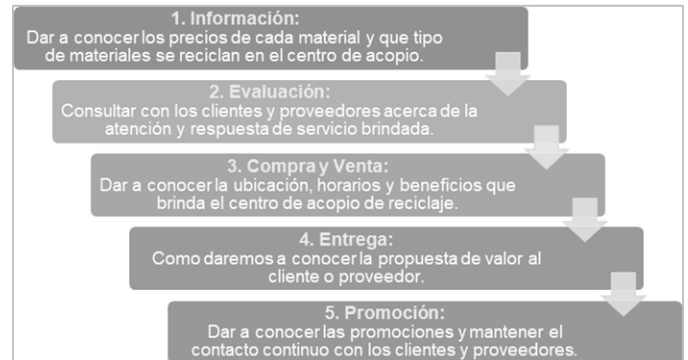 1. Información:
Dar a conocer los precios de cada material y que tipo
de materiales se reciclan en el centro de acopio.
2. Evaluación:
Consultar con los clientes y proveedores acerca de la
atención y respuesta de servicio brindada.
3. Compra y Venta:
Dar a conocer la ubicación, horarios y beneficios que
brinda el centro de acopio de reciclaje.
4. Entrega:
Como daremos a conocer la propuesta de valor al
cliente o proveedor.
5. Promoción:
Dar a conocer las promociones y mantener el
contacto continuo con los clientes y proveedores.